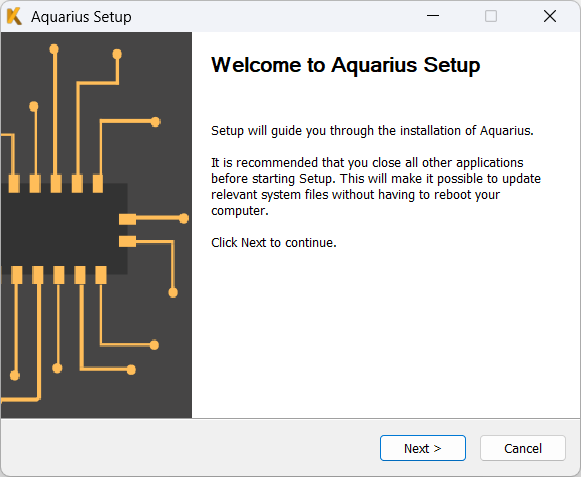 Aquarius Setup
Welcome to Aquarius Setup
Setup will guide you through the installation of Aquarius.
It is recommended that you close all other applications
before starting Setup. This will make it possible to update
relevant system files without having to reboot your
computer.
Click Next to continue.
Next >
Cancel